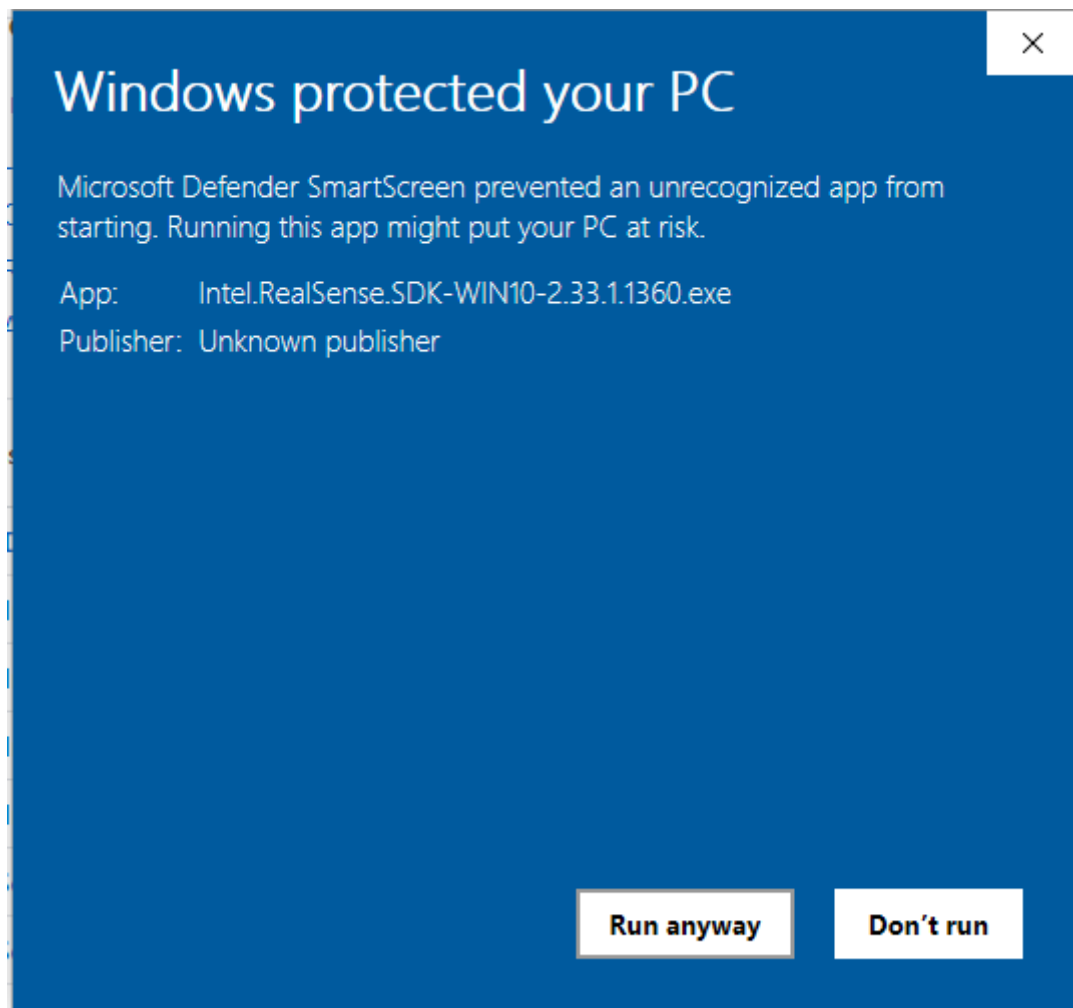 Windows protected your PC
Microsoft Defender SmartScreen prevented an unrecognized app from
starting. Running this app might put your PC at risk.
App: Intel.RealSense.SDK-WIN10-2.33.1.1360.exe
Publisher: Unknown publisher
Run anyway Don't run